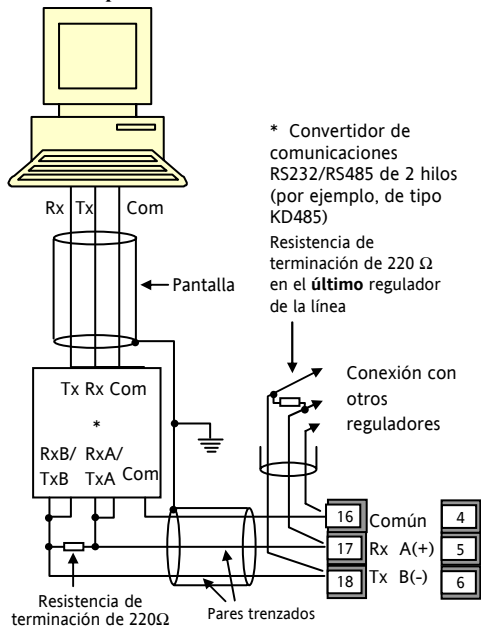 * Convertidor de
comunicaciones
RS232/RS485 de 2 hilos
(por ejemplo, de tipo
KD485)
Rx Tx Com
Resistencia de
terminación de 220 Ω
en el último regulador
de la línea
Pantalla
Conexión con
otros
reguladores
Tx Rx Com
*
RxB/ RxA/
TxB TxA Com
16 Común 4
17 Rx A(+) 5
18 Tx B(-) 6
Resistencia de
terminación de 220Ω
Pares trenzados